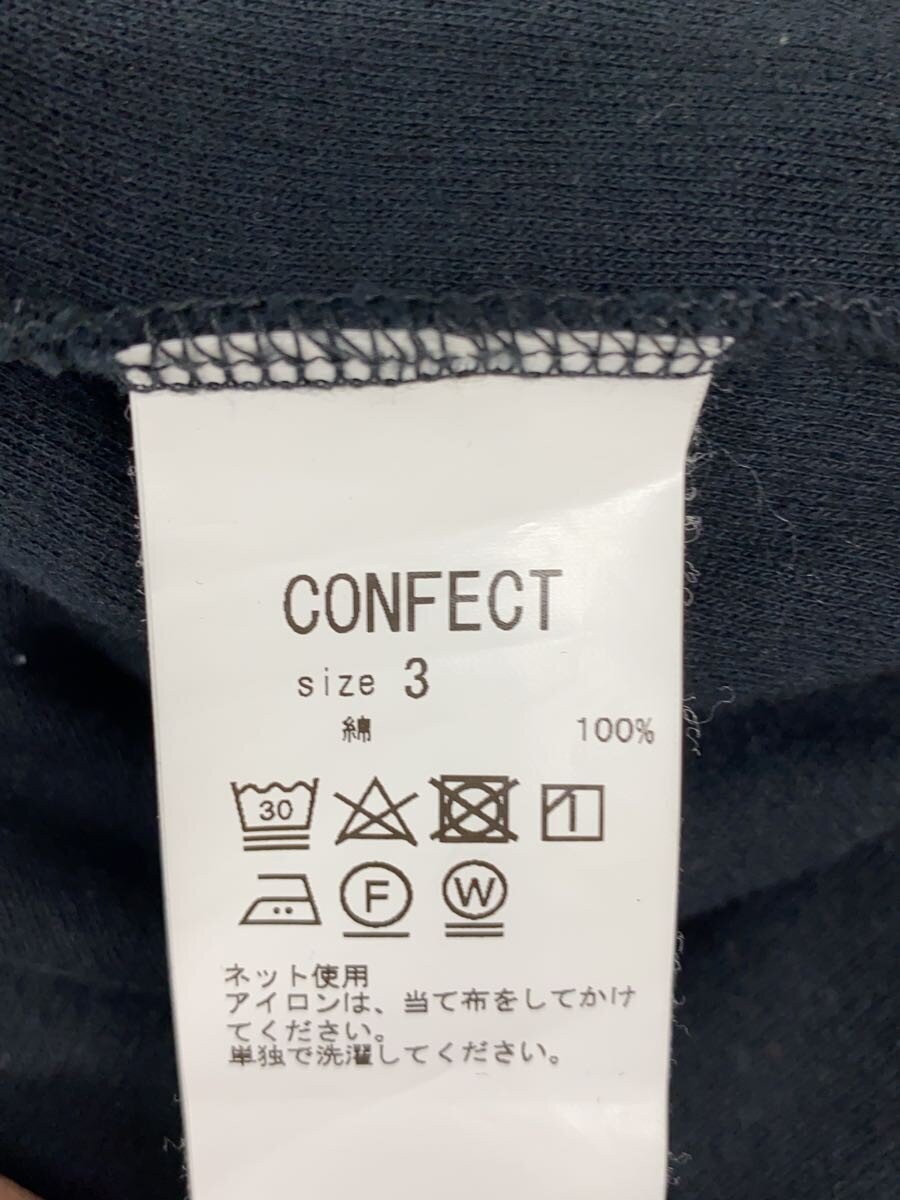 CONFECT
size 3
綿 100%
30
F W
ネット使用
アイロンは、当て布をしてかけ
てください。
単独で洗濯してください。